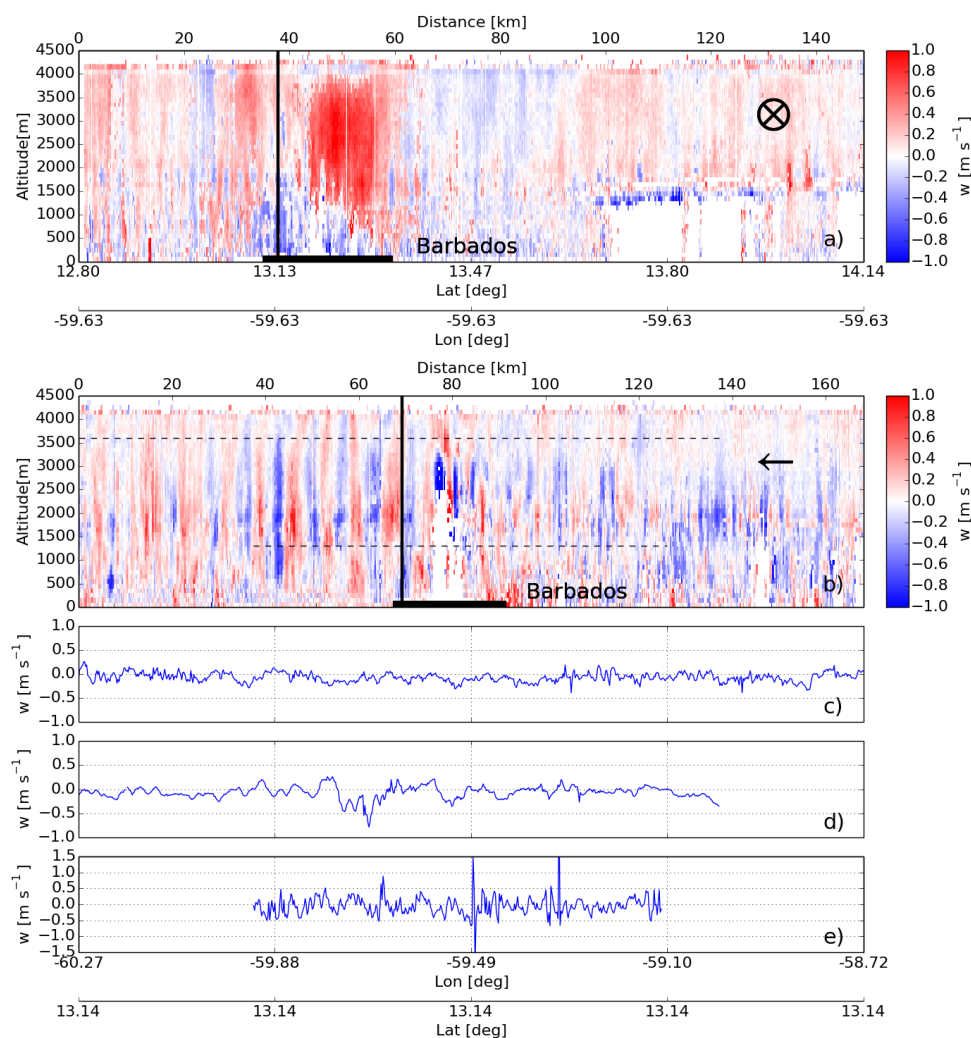 Distance [km]
0 20 40 60 80 100 120 140
4500
4000
3500
3000
2500
2000
1500
1000
500
0
Altitude[m]
Barbados
a)
12.80 13.13 13.47 13.80 14.14
Lat [deg]
-59.63 -59.63 -59.63 -59.63 -59.63
Lon [deg]
1.0
0.8
0.6
0.4
0.2
0.0
−0.2
−0.4
−0.6
−0.8
−1.0
w [m s⁻¹]
Distance [km]
0 20 40 60 80 100 120 140 160
4500
4000
3500
3000
2500
2000
1500
1000
500
0
Altitude[m]
Barbados
b)
1.0
0.8
0.6
0.4
0.2
0.0
−0.2
−0.4
−0.6
−0.8
−1.0
w [m s⁻¹]
1.0
0.5
0.0
−0.5
−1.0
w [m s⁻¹ ]
c)
1.0
0.5
0.0
−0.5
−1.0
w [m s⁻¹ ]
d)
1.5
1.0
0.5
0.0
−0.5
−1.0
−1.5
w [m s⁻¹ ]
e)
-60.27 -59.88 -59.49 -59.10 -58.72
Lon [deg]
13.14 13.14 13.14 13.14 13.14
Lat [deg]